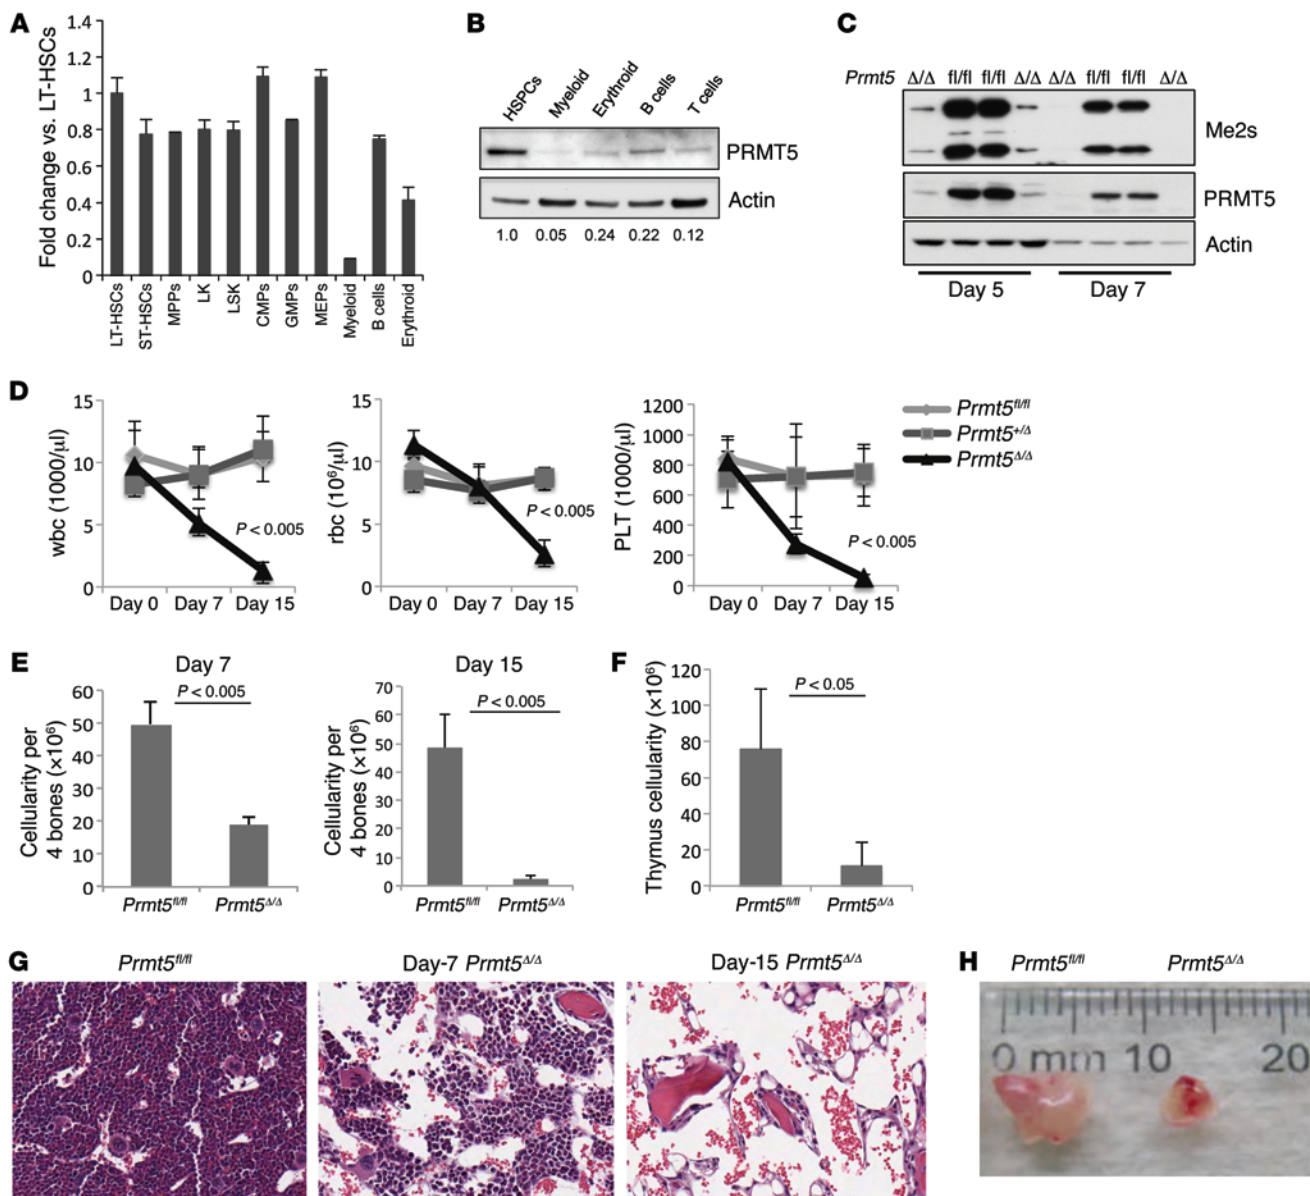 A
Fold change vs. LT-HSCs
1.4
1.2
1
0.8
0.6
0.4
0.2
0
LT-HSCs
ST-HSCs
MPPs
LK
LSK
CMPs
GMPs
MEPs
Myeloid
B cells
Erythroid
B
HSPCs
Myeloid
Erythroid
B cells
T cells
PRMT5
Actin
1.0 0.05 0.24 0.22 0.12
C
Prmt5 Δ/Δ fl/fl fl/fl Δ/Δ Δ/Δ fl/fl fl/fl Δ/Δ
Me2s
PRMT5
Actin
Day 5 Day 7
D
wbc (1000/μl)
15
10
5
0
P < 0.005
Day 0 Day 7 Day 15
rbc (10⁶/μl)
15
10
5
0
P < 0.005
Day 0 Day 7 Day 15
PLT (1000/μl)
1200
1000
800
600
400
200
0
P < 0.005
Day 0 Day 7 Day 15
Prmt5fl/fl
Prmt5+/Δ
Prmt5Δ/Δ
E
Day 7
P < 0.005
Cellularity per
4 bones (×10⁶)
60
50
40
30
20
10
0
Prmt5fl/fl Prmt5Δ/Δ
Day 15
P < 0.005
Cellularity per
4 bones (×10⁶)
70
60
50
40
30
20
10
0
Prmt5fl/fl Prmt5Δ/Δ
F
Thymus cellularity (×10⁶)
120
100
80
60
40
20
0
P < 0.05
Prmt5fl/fl Prmt5Δ/Δ
G
Prmt5fl/fl
Day-7 Prmt5Δ/Δ
Day-15 Prmt5Δ/Δ
H
Prmt5fl/fl Prmt5Δ/Δ
0 mm 10 20